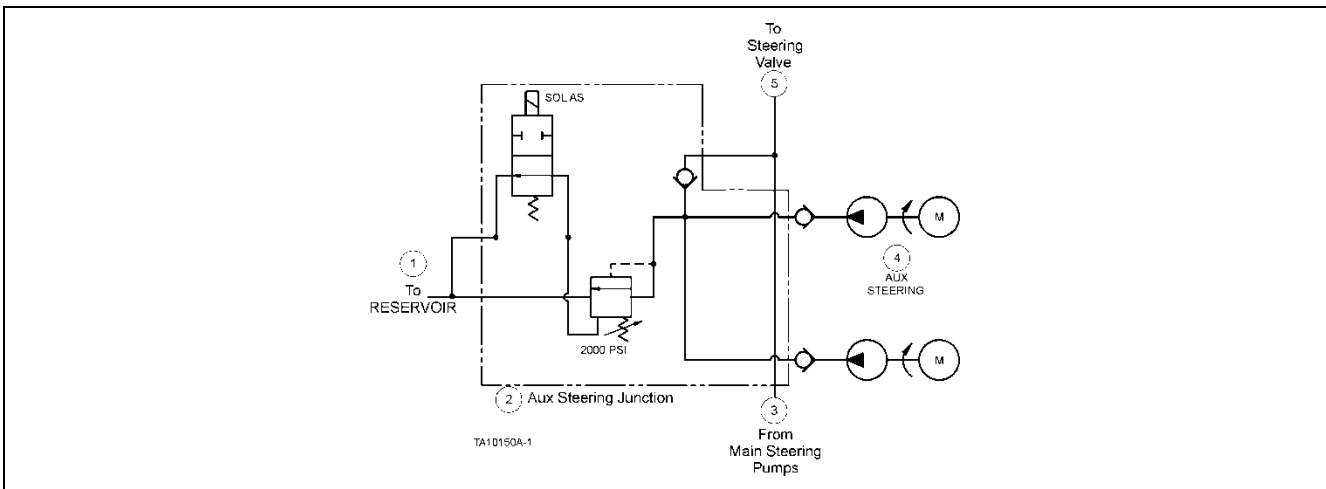 To
Steering
Valve
5
SOL AS
1
To
RESERVOIR
M
4
AUX
STEERING
2000 PSI
M
2 Aux Steering Junction
3
TA10150A-1
From
Main Steering
Pumps